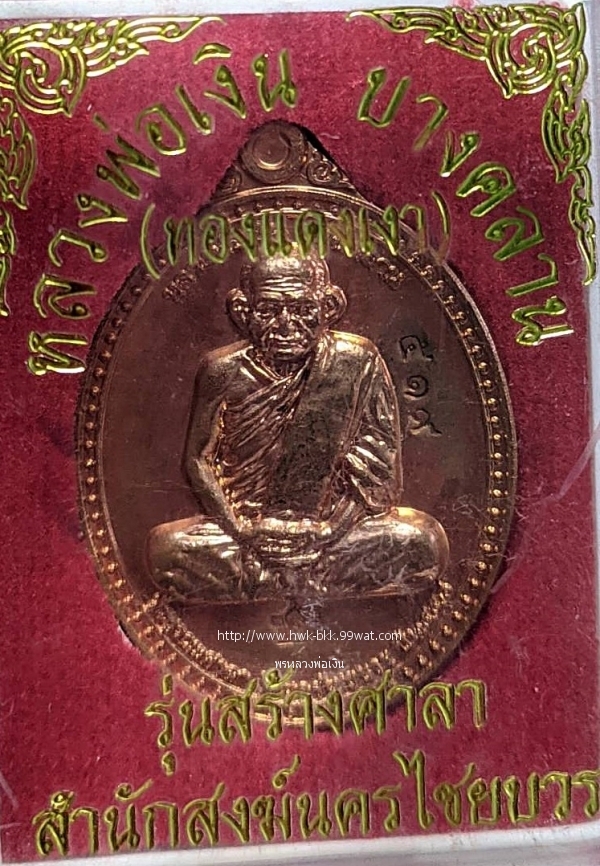 หลวงพ่อเงิน บางคลาน
(ทองแดงเงา)
๔๑๙
http://www.hwk-bkk.99wat.com
พรหลวงพ่อเงิน
รุ่นสร้างศาลา
สำนักสงฆ์นครไชยบวร